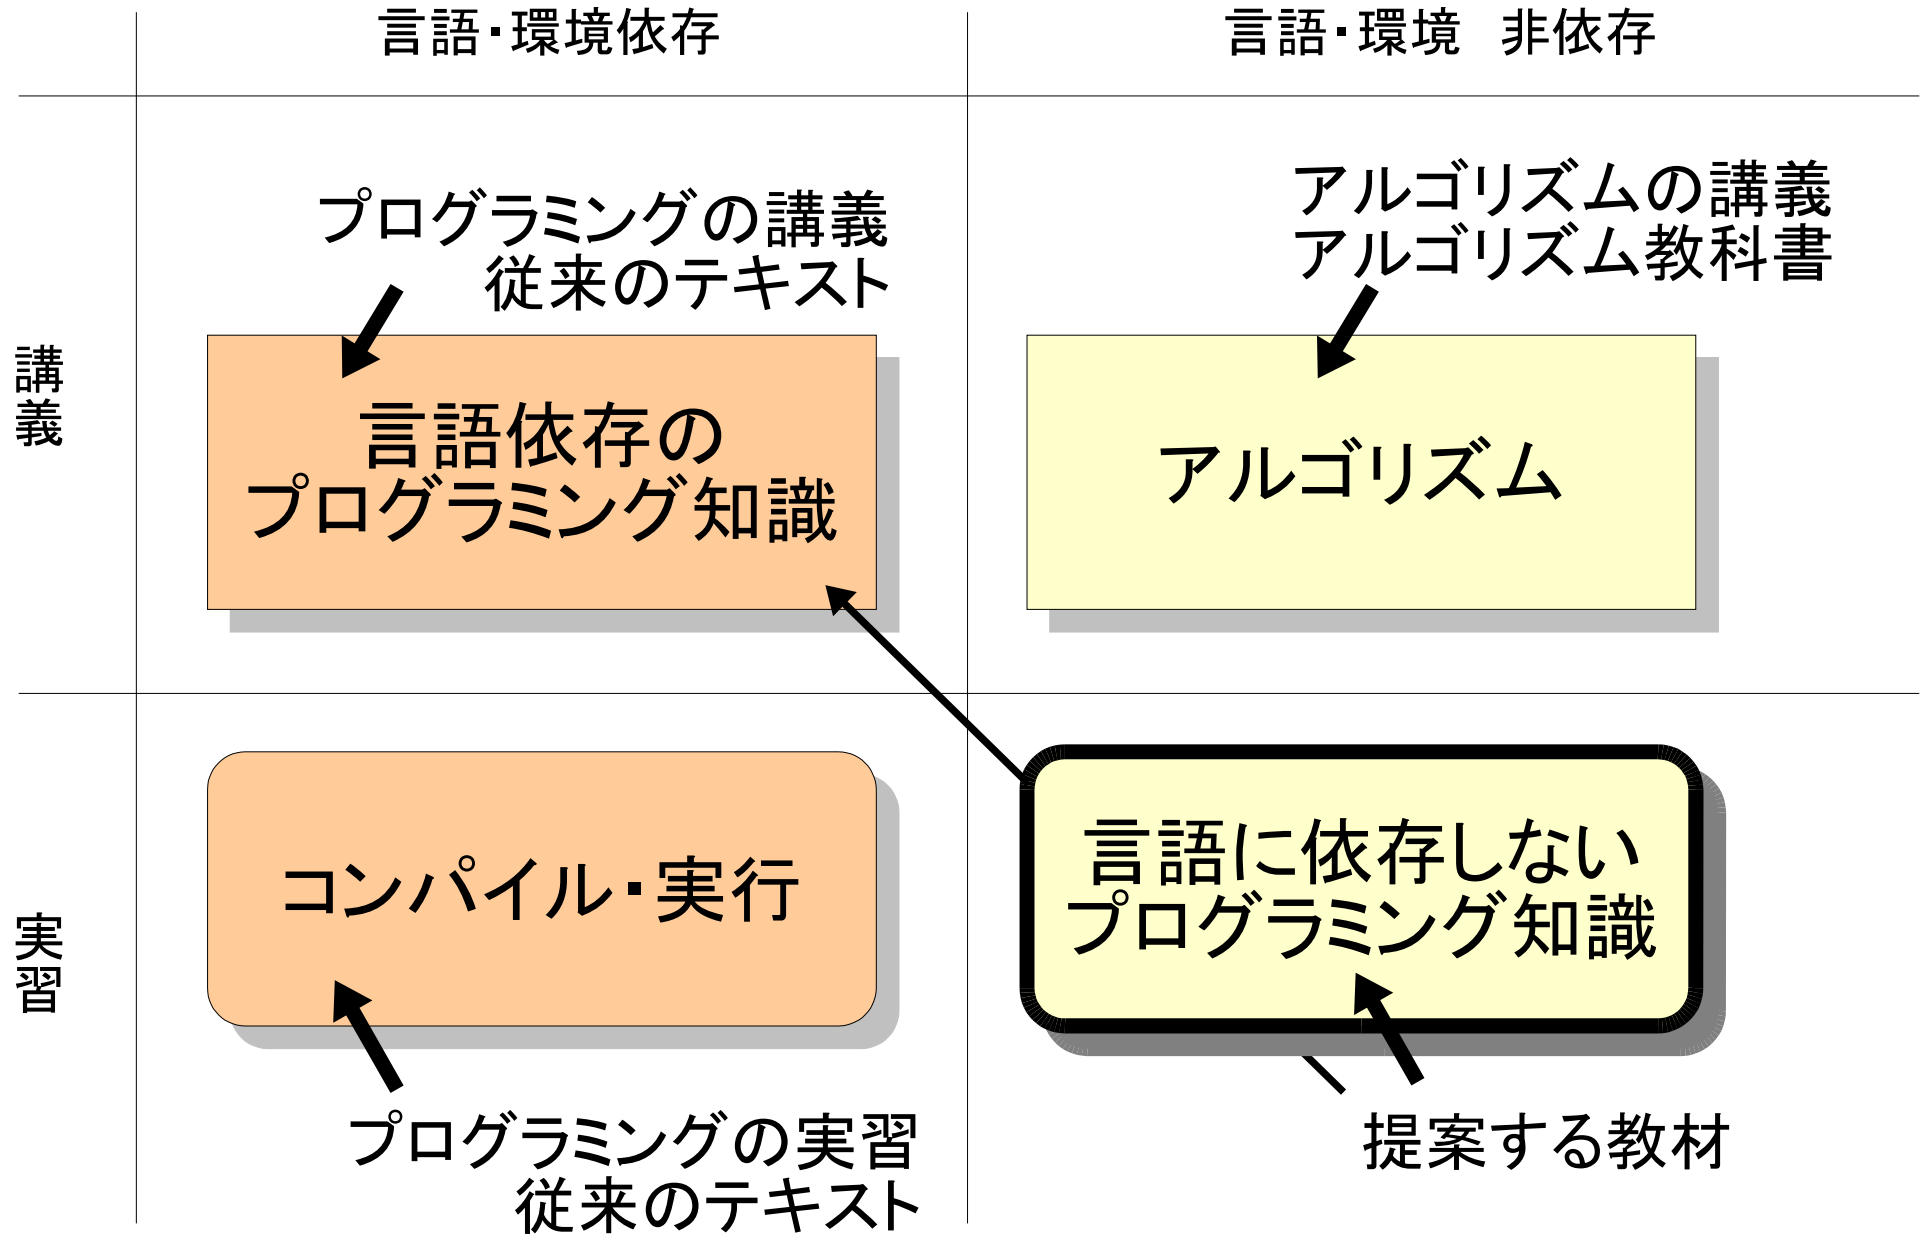 言語・環境依存
言語・環境　非依存
講義
プログラミングの講義
従来のテキスト
言語依存の
プログラミング知識
アルゴリズムの講義
アルゴリズム教科書
アルゴリズム
実習
コンパイル・実行
プログラミングの実習
従来のテキスト
言語に依存しない
プログラミング知識
提案する教材